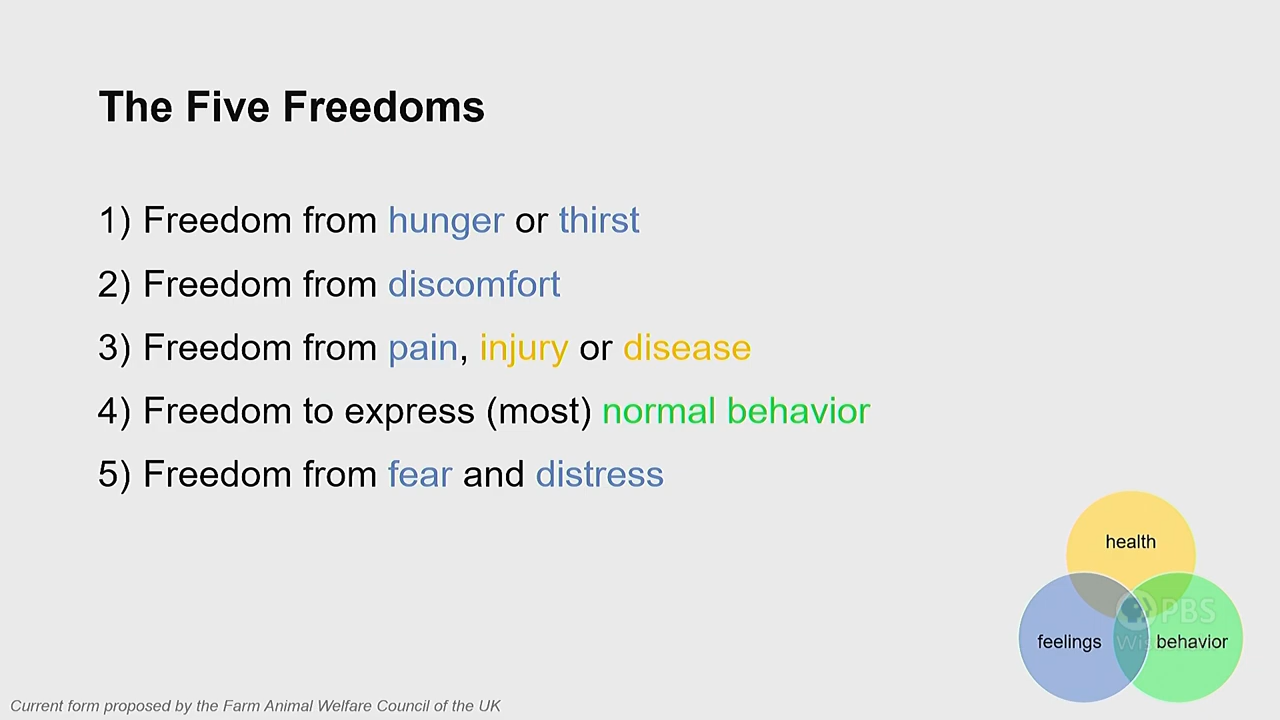 The Five Freedoms
1) Freedom from hunger or thirst
2) Freedom from discomfort
3) Freedom from pain, injury or disease
4) Freedom to express (most) normal behavior
5) Freedom from fear and distress
health
PBS
feelings
behavior
Current form proposed by the Farm Animal Welfare Council of the UK